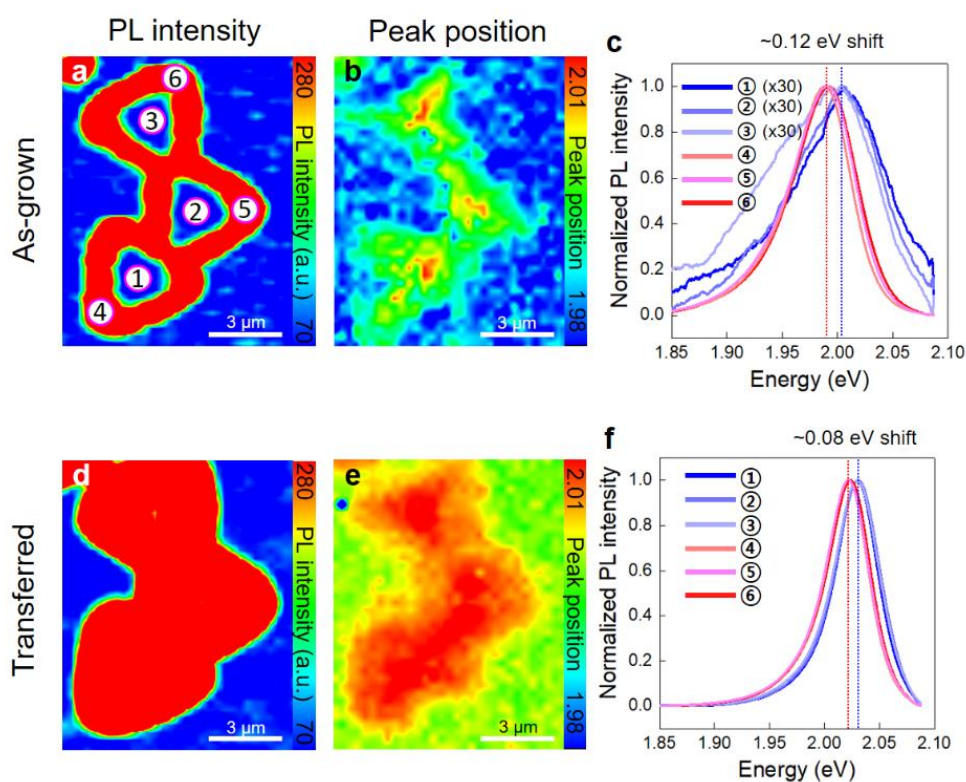 PL intensity
Peak position
As-grown
a
6
3
2
5
1
4
3 μm
280
PL intensity (a.u.)
70
b
3 μm
2.01
Peak position
1.98
c
~0.12 eV shift
Normalized PL intensity
1.0
0.8
0.6
0.4
0.2
0.0
① (x30)
② (x30)
③ (x30)
④
⑤
⑥
1.85
1.90
1.95
2.00
2.05
2.10
Energy (eV)
Transferred
d
3 μm
280
PL intensity (a.u.)
70
e
3 μm
2.01
Peak position
1.98
f
~0.08 eV shift
Normalized PL intensity
1.0
0.8
0.6
0.4
0.2
0.0
①
②
③
④
⑤
⑥
1.85
1.90
1.95
2.00
2.05
2.10
Energy (eV)